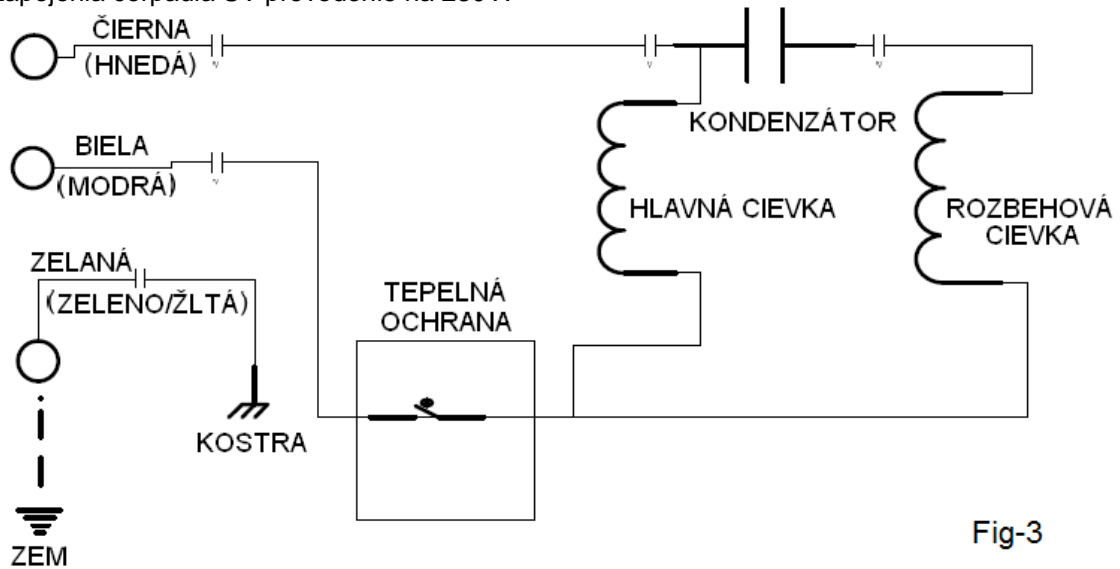 ČIERNA
(HNEDÁ)
KONDENZÁTOR
BIELA
(MODRÁ)
HLAVNÁ CIEVKA
ROZBEHOVÁ
CIEVKA
ZELANÁ
(ZELENO/ŽLTÁ)
TEPELNÁ
OCHRANA
KOSTRA
Fig-3
ZEM